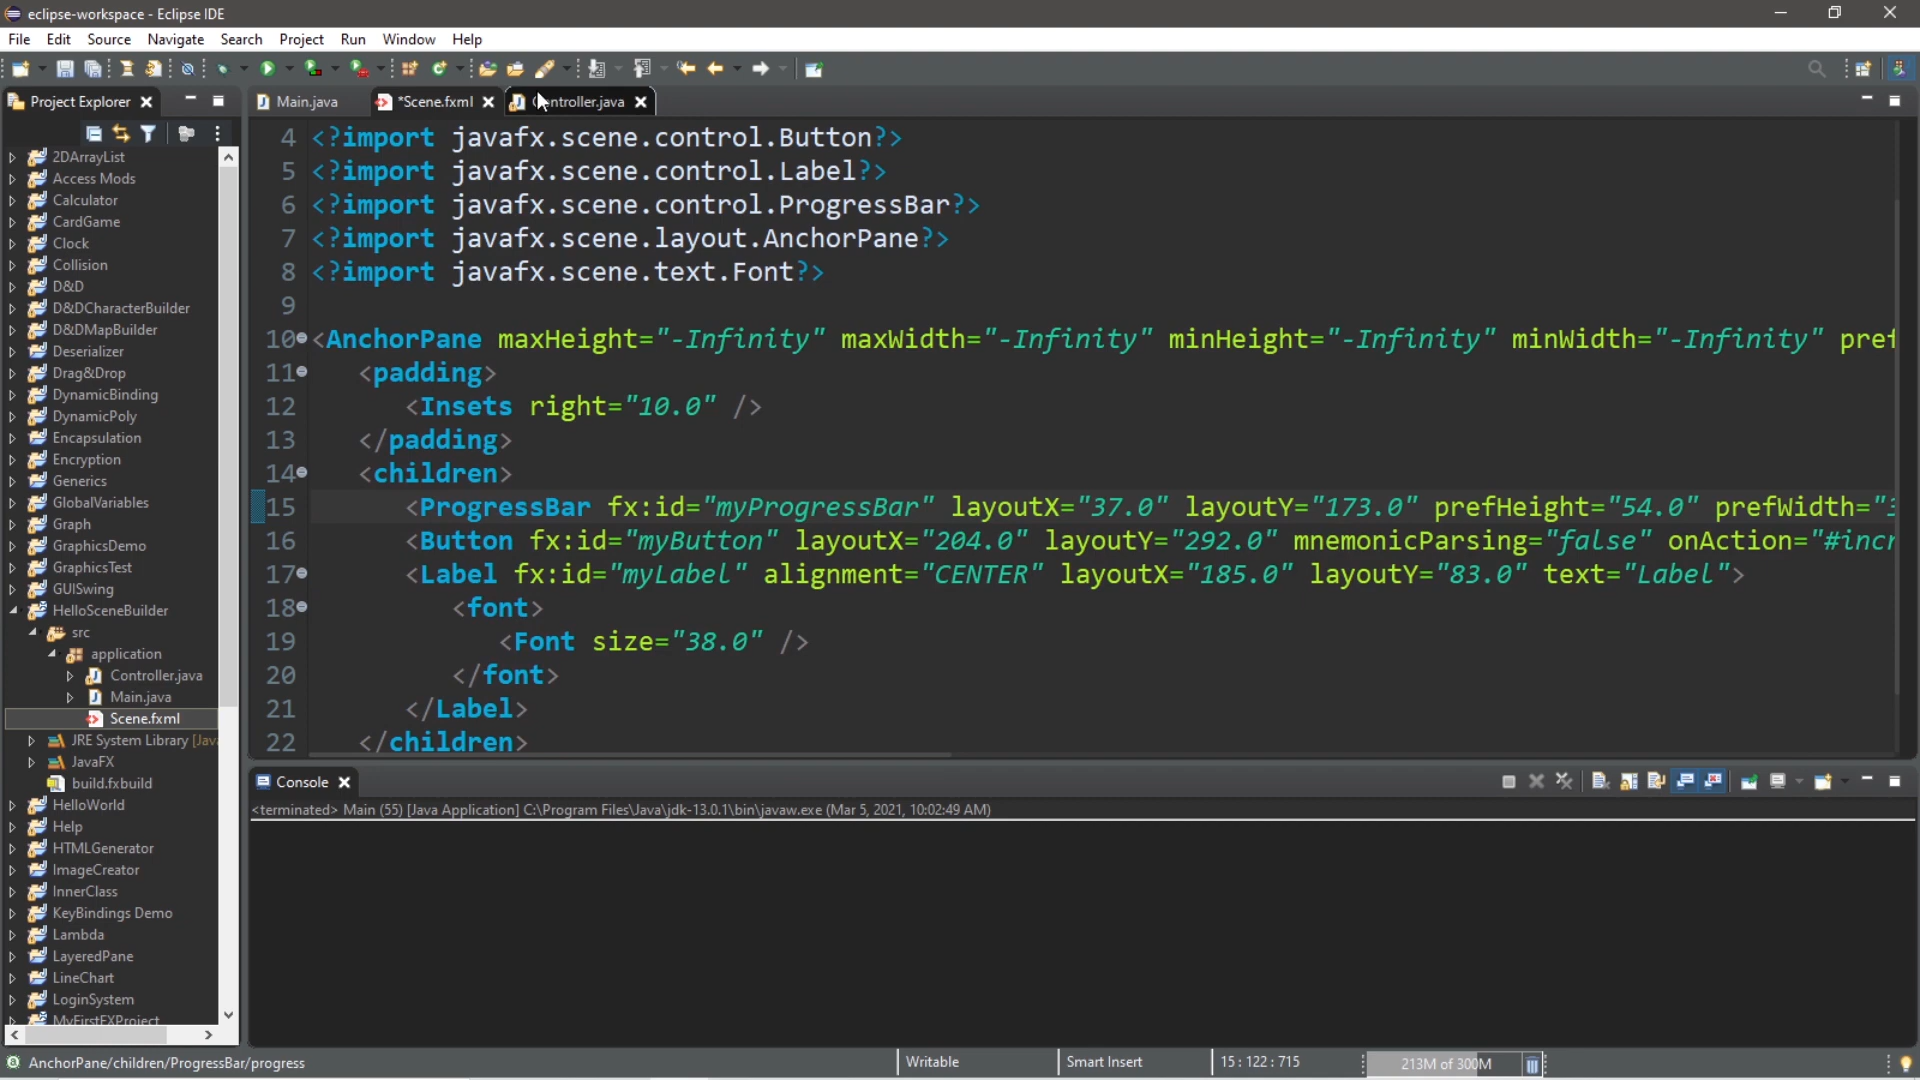 eclipse-workspace - Eclipse IDE
File Edit Source Navigate Search Project Run Window Help
Project Explorer
Main.java
*Scene.fxml
ntroller.java
2DArrayList
Access Mods
Calculator
CardGame
Clock
Collision
D&D
D&DCharacterBuilder
D&DMapBuilder
Deserializer
Drag&Drop
DynamicBinding
DynamicPoly
Encapsulation
Encryption
Generics
GlobalVariables
Graph
GraphicsDemo
GraphicsTest
GUISwing
HelloSceneBuilder
src
application
Controller.java
Main.java
Scene.fxml
JRE System Library [Jav
JavaFX
build.fxbuild
HelloWorld
Help
HTMLGenerator
ImageCreator
InnerClass
KeyBindings Demo
Lambda
LayeredPane
LineChart
LoginSystem
MyFirstFXProject
4 <?import javafx.scene.control.Button?>
5 <?import javafx.scene.control.Label?>
6 <?import javafx.scene.control.ProgressBar?>
7 <?import javafx.scene.layout.AnchorPane?>
8 <?import javafx.scene.text.Font?>
9
10 <AnchorPane maxHeight="-Infinity" maxWidth="-Infinity" minHeight="-Infinity" minWidth="-Infinity" pref
11 <padding>
12 <Insets right="10.0" />
13 </padding>
14 <children>
15 <ProgressBar fx:id="myProgressBar" layoutX="37.0" layoutY="173.0" prefHeight="54.0" prefWidth="3
16 <Button fx:id="myButton" layoutX="204.0" layoutY="292.0" mnemonicParsing="false" onAction="#incr
17 <Label fx:id="myLabel" alignment="CENTER" layoutX="185.0" layoutY="83.0" text="Label">
18 <font>
19 <Font size="38.0" />
20 </font>
21 </Label>
22 </children>
Console
<terminated> Main (55) [Java Application] C:\Program Files\Java\jdk-13.0.1\bin\javaw.exe (Mar 5, 2021, 10:02:49 AM)
AnchorPane/children/ProgressBar/progress
Writable
Smart Insert
15 : 122 : 715
213M of 300M